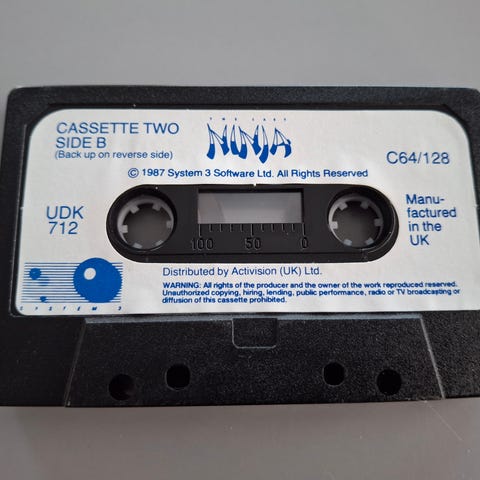 CASSETTE TWO
SIDE B
(Back up on reverse side)
THE LAST
NINJA
C64/128
© 1987 System 3 Software Ltd. All Rights Reserved
UDK
712
Manu-
factured
in the
UK
100 50 0
Distributed by Activision (UK) Ltd.
WARNING: All rights of the producer and the owner of the work reproduced reserved.
Unauthorized copying, hiring, lending, public performance, radio or TV broadcasting or
diffusion of this cassette prohibited.
SYSTEM 3